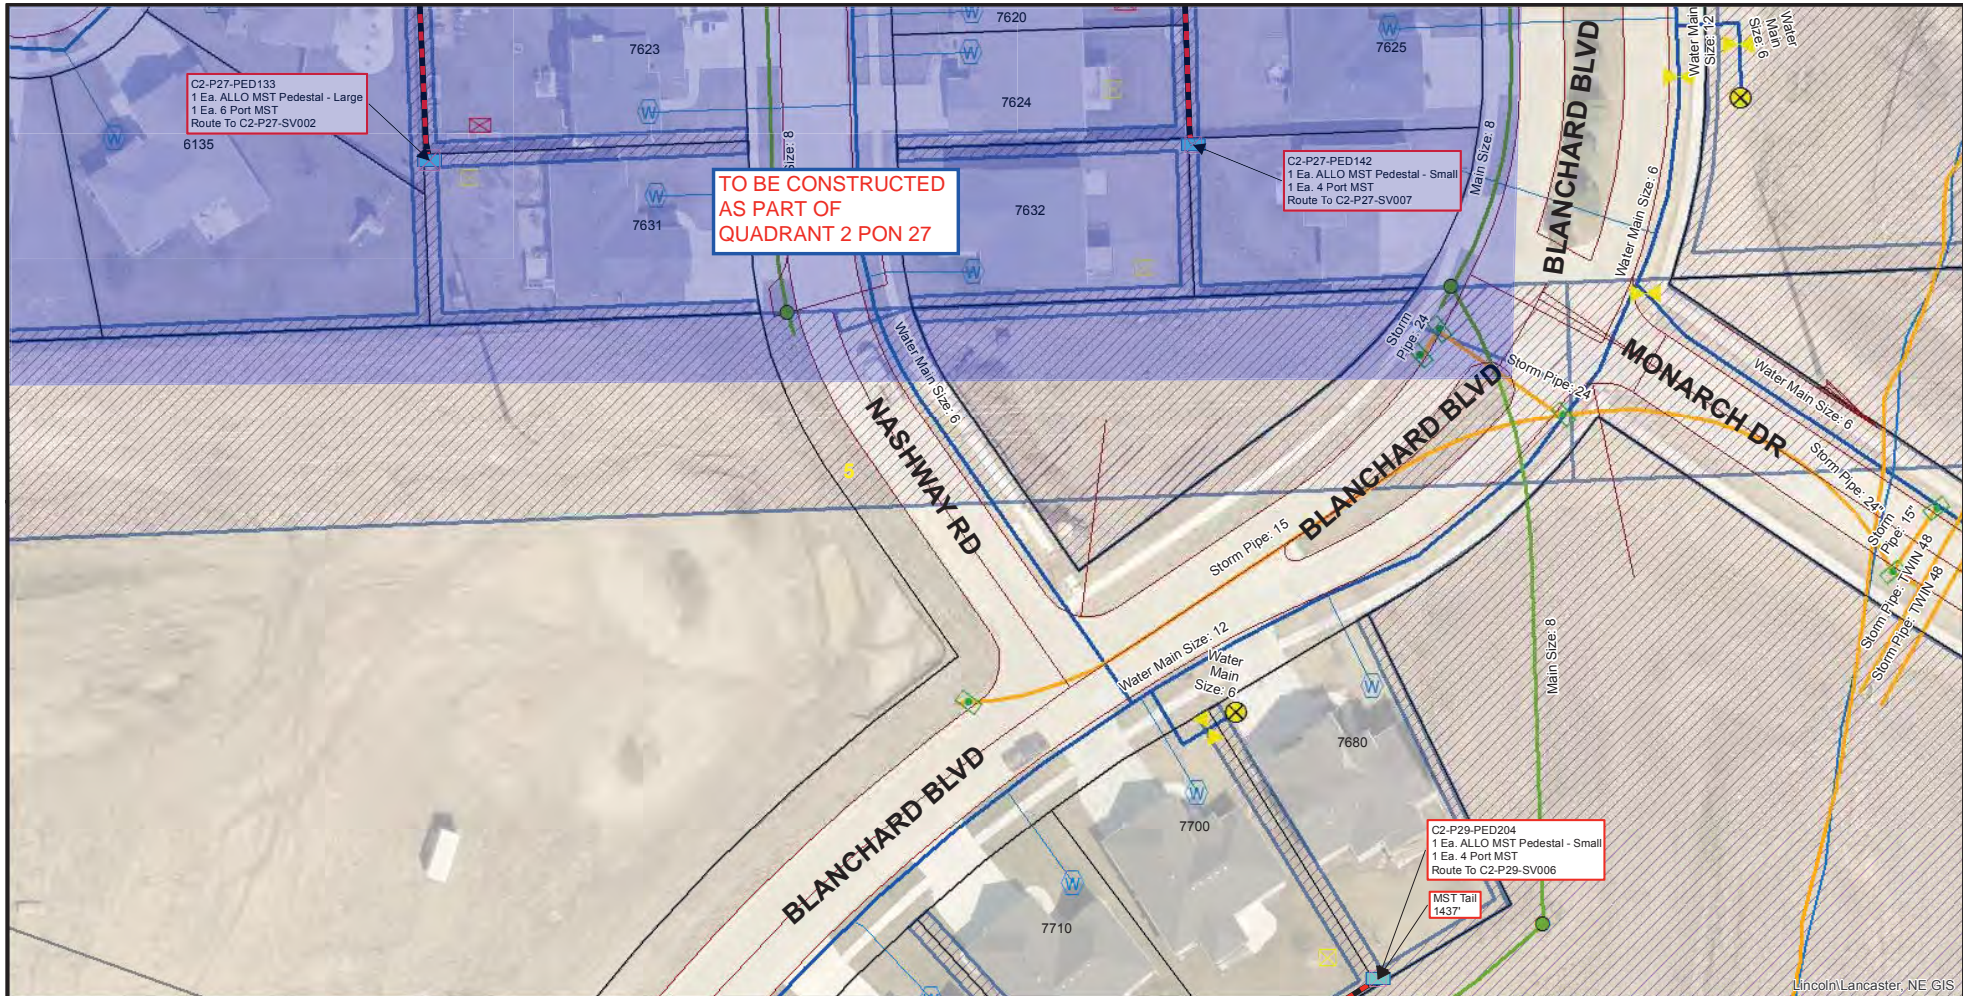 7620
7623
7625
Water Main
Size: 12
Water
Main
Size: 6
C2-P27-PED133
1 Ea. ALLO MST Pedestal - Large
1 Ea. 6 Port MST
Route To C2-P27-SV002
W
W
W
W
W
6135
7624
Size: 8
Main Size: 8
BLANCHARD BLVD
C2-P27-PED142
1 Ea. ALLO MST Pedestal - Small
1 Ea. 4 Port MST
Route To C2-P27-SV007
TO BE CONSTRUCTED
AS PART OF
QUADRANT 2 PON 27
W
7631
7632
W
Water Main Size: 6
Storm
Pipe: 24
Water Main Size: 6
Storm Pipe: 24
MONARCH DR
Water Main Size: 6
NASHWAY RD
BLANCHARD BLVD
5
Storm Pipe: 24"
Storm
Pipe: 15"
Storm Pipe: 15
Storm Pipe: TWIN 48
Storm Pipe: TWIN 48
Water Main Size: 12
Water
Main
Size: 6
Main Size: 8
W
7680
BLANCHARD BLVD
W
7700
C2-P29-PED204
1 Ea. ALLO MST Pedestal - Small
1 Ea. 4 Port MST
Route To C2-P29-SV006
W
MST Tail
1437'
7710
W
Lincoln\Lancaster, NE GIS